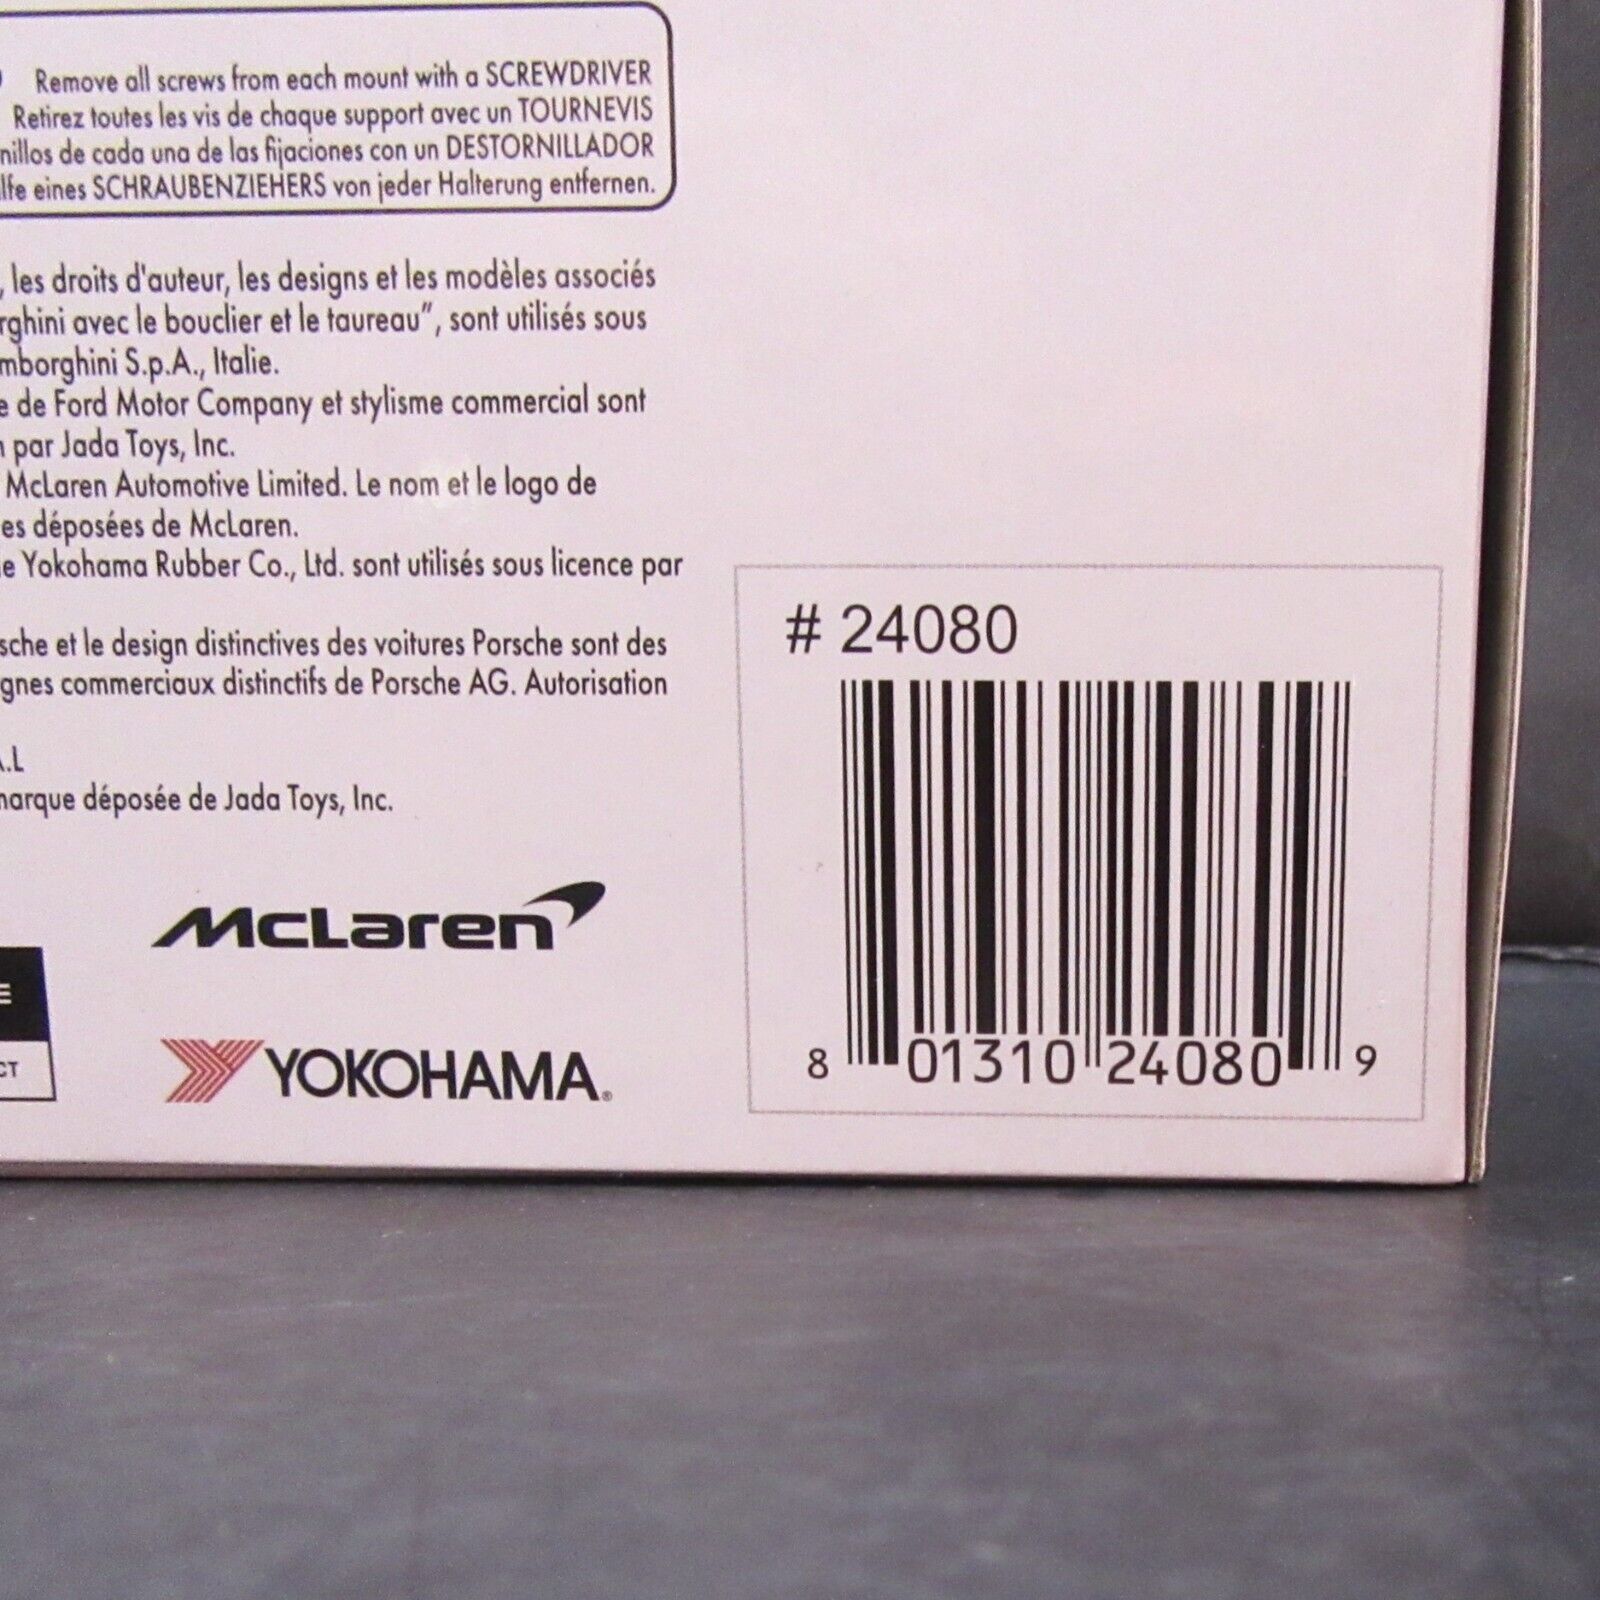 Remove all screws from each mount with a SCREWDRIVER
Retirez toutes les vis de chaque support avec un TOURNEVIS
nillos de cada una de las fijaciones con un DESTORNILLADOR
lfe eines SCHRAUBENZIEHERS von jeder Halterung entfernen.
, les droits d'auteur, les designs et les modèles associés
rghini avec le bouclier et le taureau", sont utilisés sous
mborghini S.p.A., Italie.
e de Ford Motor Company et stylisme commercial sont
n par Jada Toys, Inc.
McLaren Automotive Limited. Le nom et le logo de
es déposées de McLaren.
e Yokohama Rubber Co., Ltd. sont utilisés sous licence par
sche et le design distinctives des voitures Porsche sont des
gnes commerciaux distinctifs de Porsche AG. Autorisation
A.L
marque déposée de Jada Toys, Inc.
McLaren
E
CT
YOKOHAMA®
# 24080
8 01310 24080 9